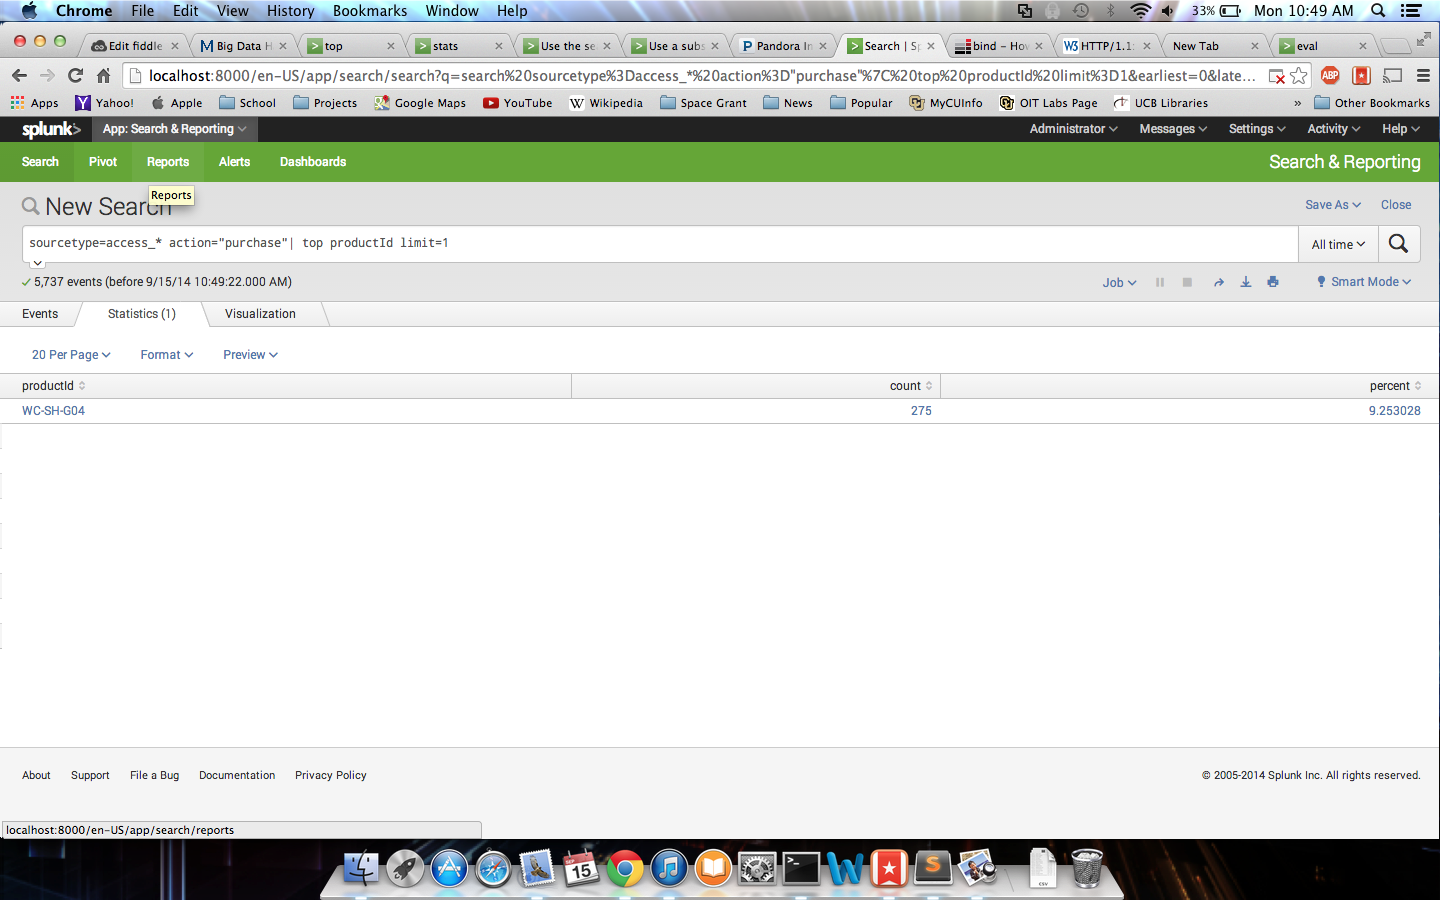 Chrome File Edit View History Bookmarks Window Help 33% Mon 10:49 AM
Edit fiddle Big Data H top stats Use the se Use a subs Pandora In Search | Sp bind – Hov HTTP/1.1: New Tab eval
localhost:8000/en-US/app/search/search?q=search%20sourcetype%3Daccess_*%20action%3D"purchase"%7C%20top%20productId%20limit%3D1&earliest=0&late... ABP
Apps Yahoo! Apple School Projects Google Maps YouTube Wikipedia Space Grant News Popular MyCUInfo OIT Labs Page UCB Libraries » Other Bookmarks
splunk> App: Search & Reporting Administrator Messages Settings Activity Help
Search Pivot Reports Alerts Dashboards Search & Reporting
Reports
New Search Save As Close
sourcetype=access_* action="purchase"| top productId limit=1 All time
5,737 events (before 9/15/14 10:49:22.000 AM) Job Smart Mode
Events Statistics (1) Visualization
20 Per Page Format Preview
productId count percent
WC-SH-G04 275 9.253028
About Support File a Bug Documentation Privacy Policy © 2005-2014 Splunk Inc. All rights reserved.
localhost:8000/en-US/app/search/reports
SEP
15
CSV